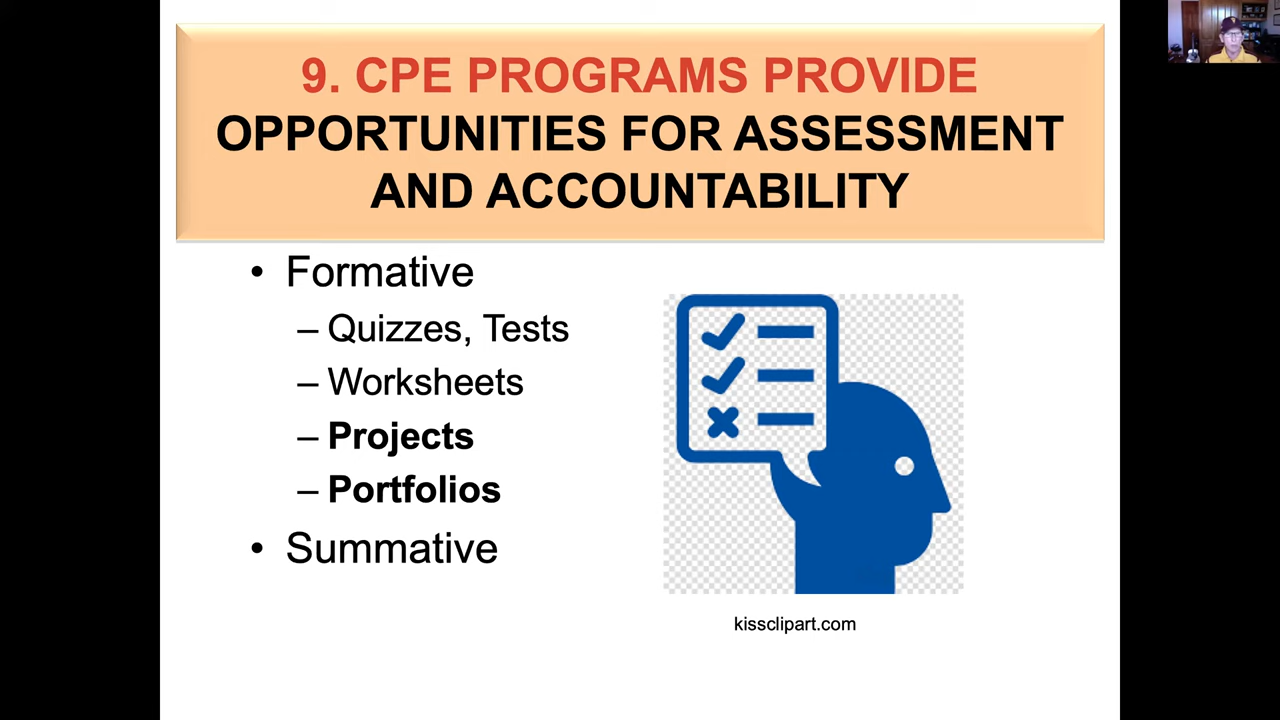 9. CPE PROGRAMS PROVIDE
OPPORTUNITIES FOR ASSESSMENT
AND ACCOUNTABILITY
• Formative
– Quizzes, Tests
– Worksheets
– Projects
– Portfolios
• Summative
kissclipart.com